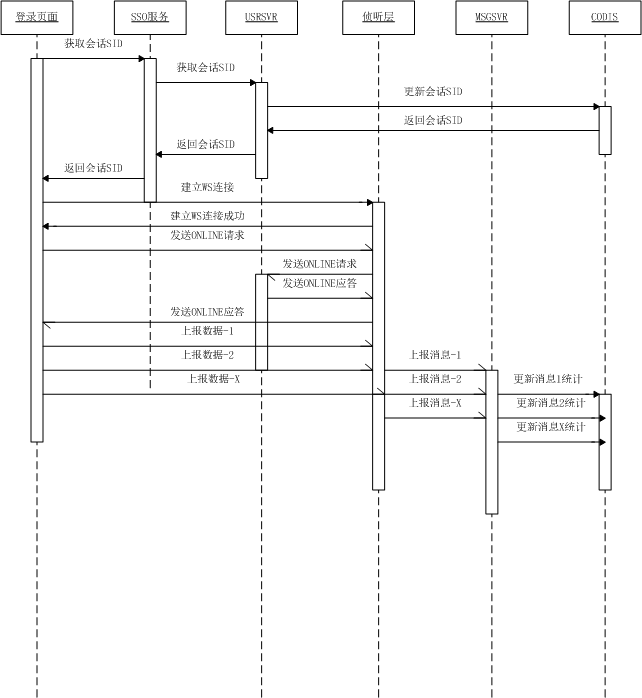 登录页面
SSO服务
USRSVR
侦听层
MSGSVR
CODIS
获取会话SID
获取会话SID
更新会话SID
返回会话SID
返回会话SID
返回会话SID
建立WS连接
建立WS连接成功
发送ONLINE请求
发送ONLINE请求
发送ONLINE应答
发送ONLINE应答
上报数据-1
上报数据-2
上报消息-1
上报数据-X
上报消息-2
更新消息1统计
上报消息-X
更新消息2统计
更新消息X统计